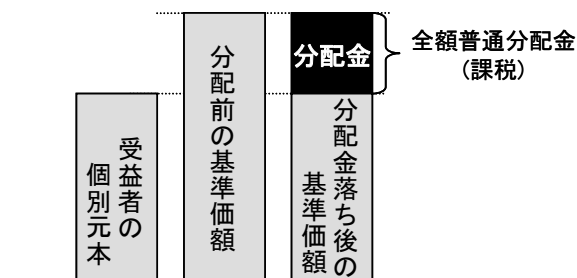 受益者の
個別元本
分配前の基準価額
分配金
分配金落ち後の
基準価額
全額普通分配金
(課税)